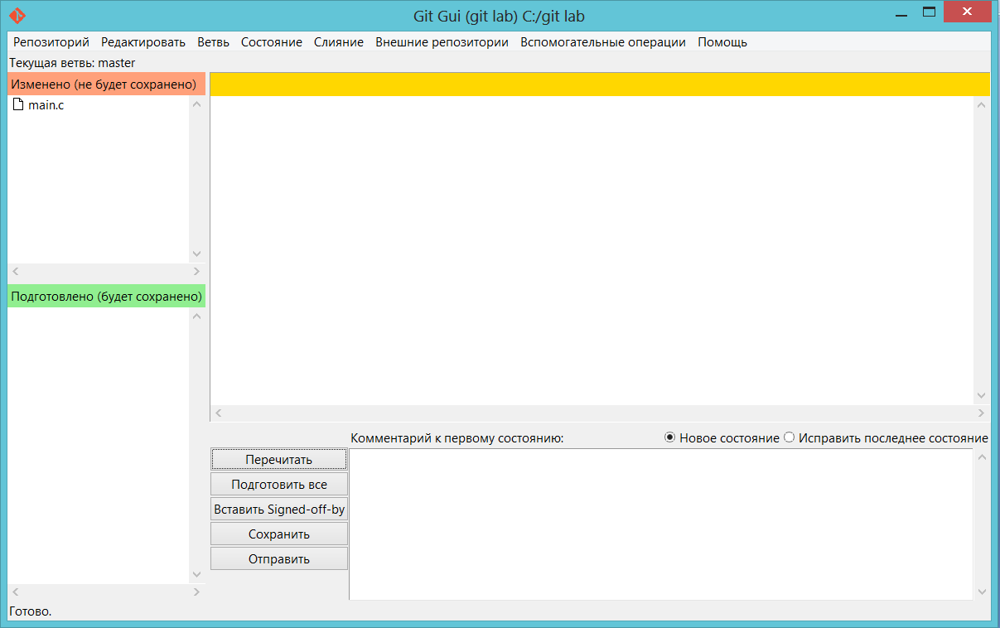 Git Gui (git lab) C:/git lab
Репозиторий Редактировать Ветвь Состояние Слияние Внешние репозитории Вспомогательные операции Помощь
Текущая ветвь: master
Изменено (не будет сохранено)
main.c
Подготовлено (будет сохранено)
Комментарий к первому состоянию: Новое состояние Исправить последнее состояние
Перечитать
Подготовить все
Вставить Signed-off-by
Сохранить
Отправить
Готово.